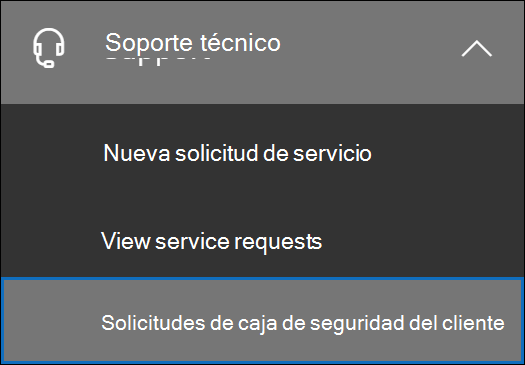 Soporte técnico
Nueva solicitud de servicio
View service requests
Solicitudes de caja de seguridad del cliente